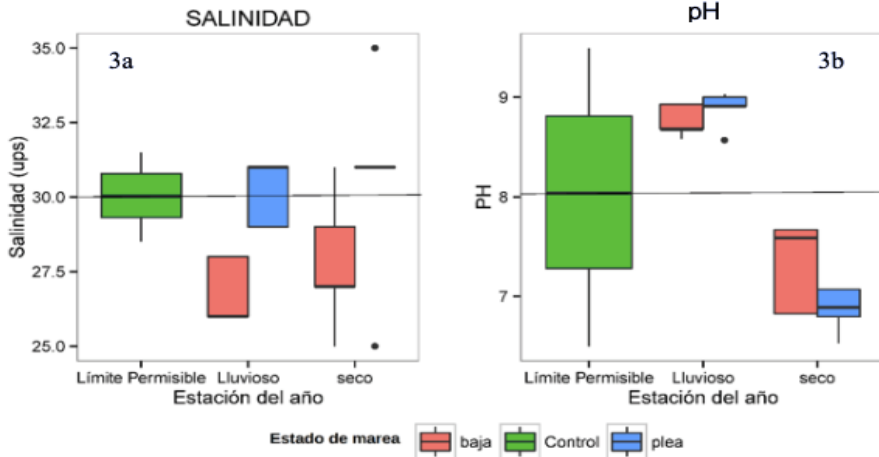 SALINIDAD
3a
35.0
32.5
30.0
27.5
25.0
Salinidad (ups)
Límite Permisible Lluvioso seco
Estación del año
pH
3b
9
8
7
PH
Límite Permisible Lluvioso seco
Estación del año
Estado de marea baja Control plea